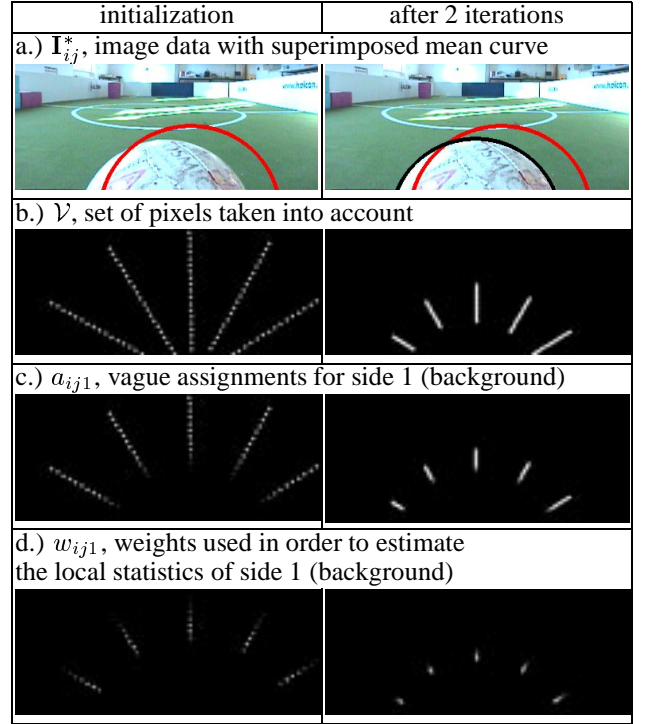 initialization after 2 iterations
a.) I*ij, image data with superimposed mean curve
b.) 𝒱, set of pixels taken into account
c.) aij1, vague assignments for side 1 (background)
d.) wij1, weights used in order to estimate
the local statistics of side 1 (background)